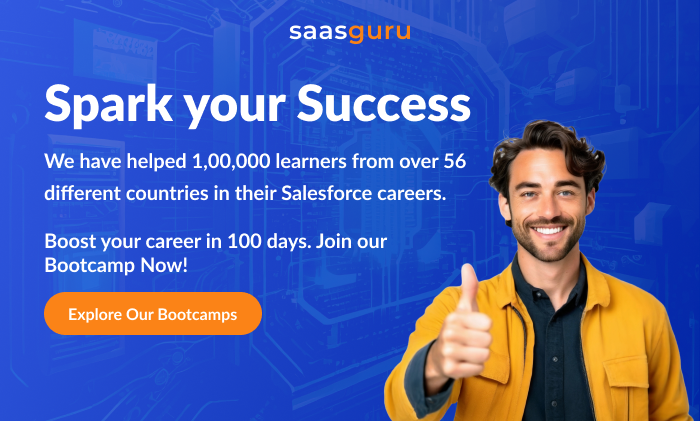 saasguru
Spark your Success
We have helped 1,00,000 learners from over 56
different countries in their Salesforce careers.
Boost your career in 100 days. Join our
Bootcamp Now!
Explore Our Bootcamps